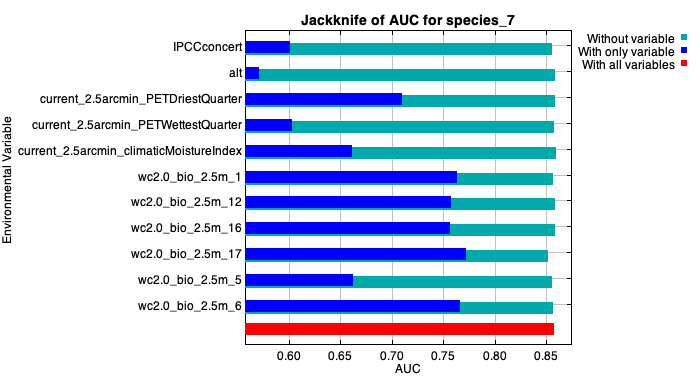 Jackknife of AUC for species_7
Without variable
With only variable
With all variables
Environmental Variable
IPCCconcert
alt
current_2.5arcmin_PETDriestQuarter
current_2.5arcmin_PETWettestQuarter
current_2.5arcmin_climaticMoistureIndex
wc2.0_bio_2.5m_1
wc2.0_bio_2.5m_12
wc2.0_bio_2.5m_16
wc2.0_bio_2.5m_17
wc2.0_bio_2.5m_5
wc2.0_bio_2.5m_6
0.60 0.65 0.70 0.75 0.80 0.85
AUC